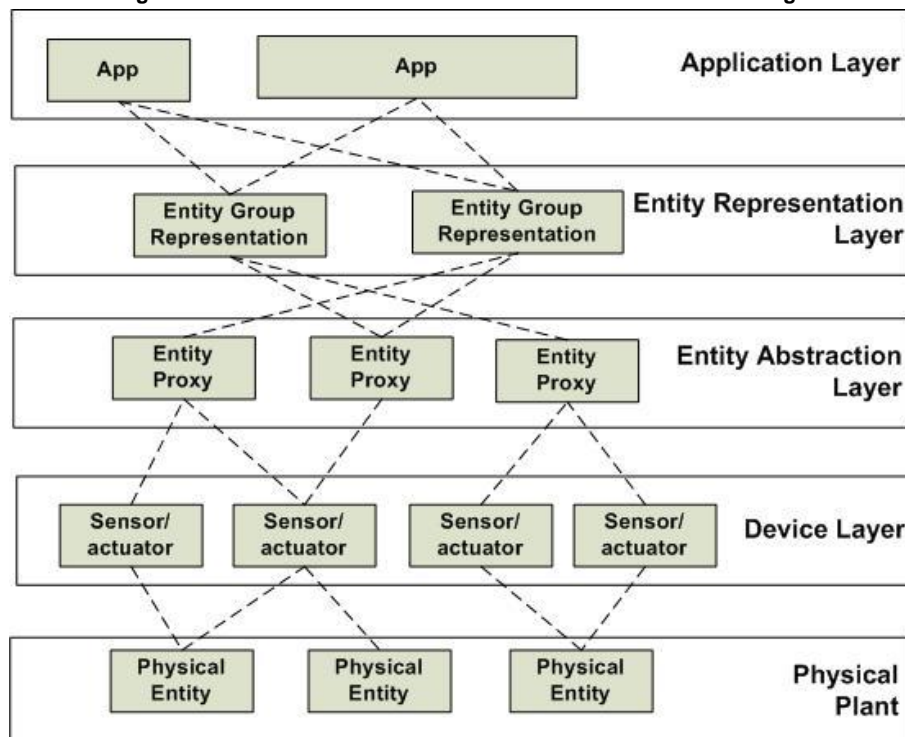 App
App
Application Layer
Entity Group
Representation
Entity Group
Representation
Entity Representation
Layer
Entity
Proxy
Entity
Proxy
Entity
Proxy
Entity Abstraction
Layer
Sensor/
actuator
Sensor/
actuator
Sensor/
actuator
Sensor/
actuator
Device Layer
Physical
Entity
Physical
Entity
Physical
Entity
Physical
Plant